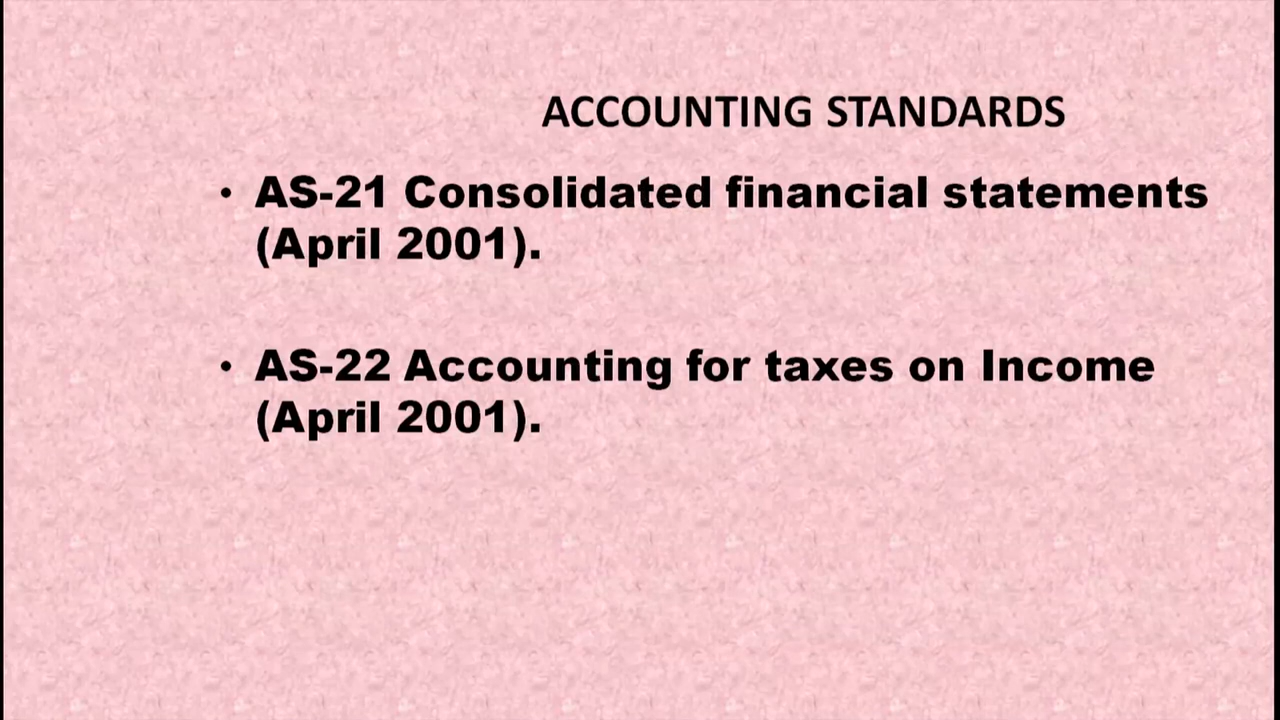 ACCOUNTING STANDARDS
• AS-21 Consolidated financial statements
(April 2001).
• AS-22 Accounting for taxes on Income
(April 2001).